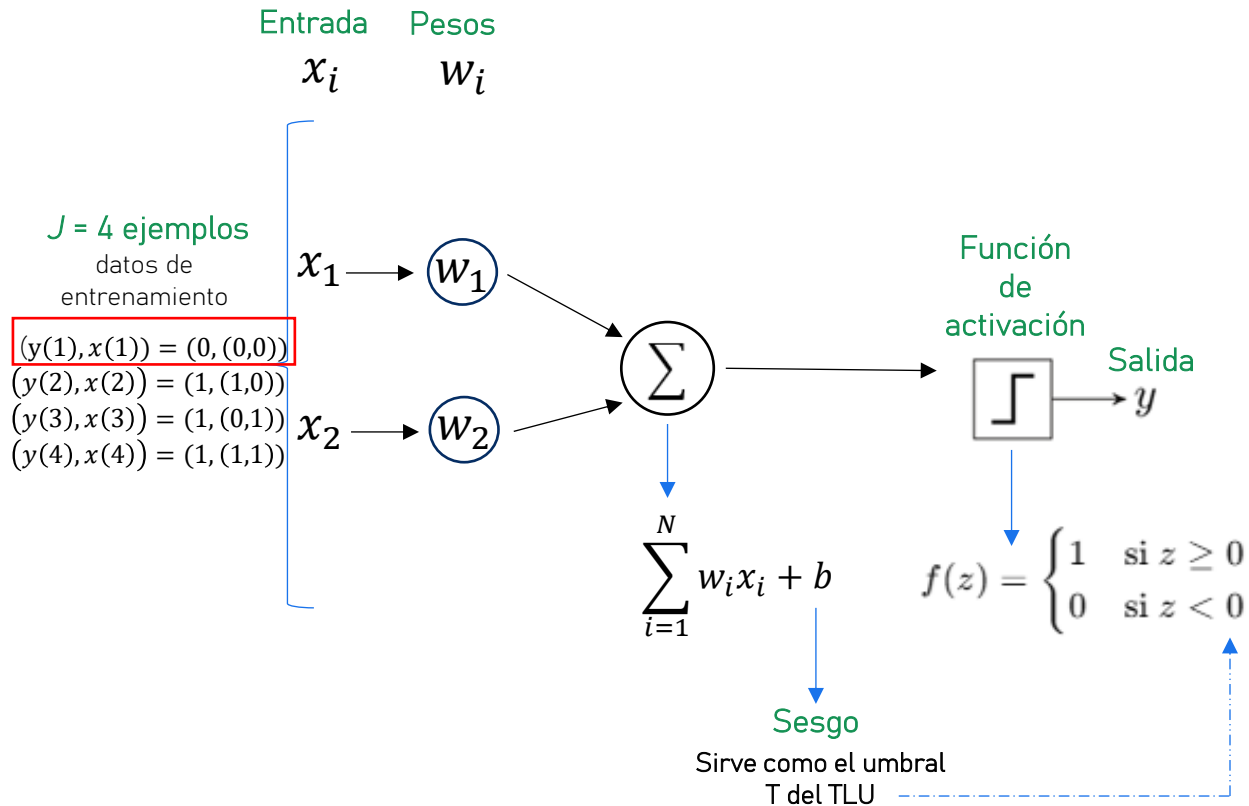 Entrada Pesos
x_i w_i
J = 4 ejemplos
datos de
entrenamiento
(y(1), x(1)) = (0, (0,0))
(y(2), x(2)) = (1, (1,0))
(y(3), x(3)) = (1, (0,1))
(y(4), x(4)) = (1, (1,1))
x_1 w_1
x_2 w_2
∑
Función
de
activación
Salida
y
∑_{i=1}^{N} w_i x_i + b
f(z) = { 1 si z ≥ 0
0 si z < 0
Sesgo
Sirve como el umbral
T del TLU